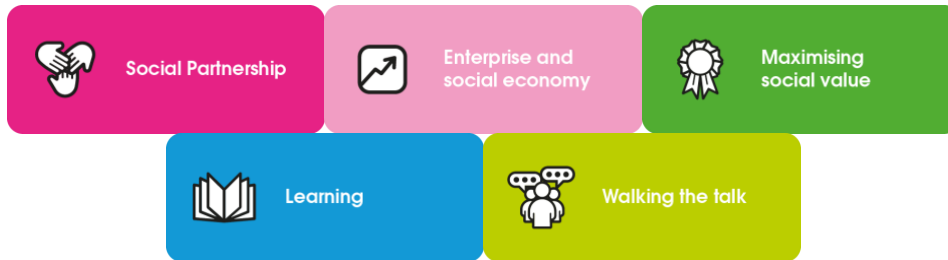 Social Partnership
Enterprise and
social economy
Maximising
social value
Learning
Walking the talk